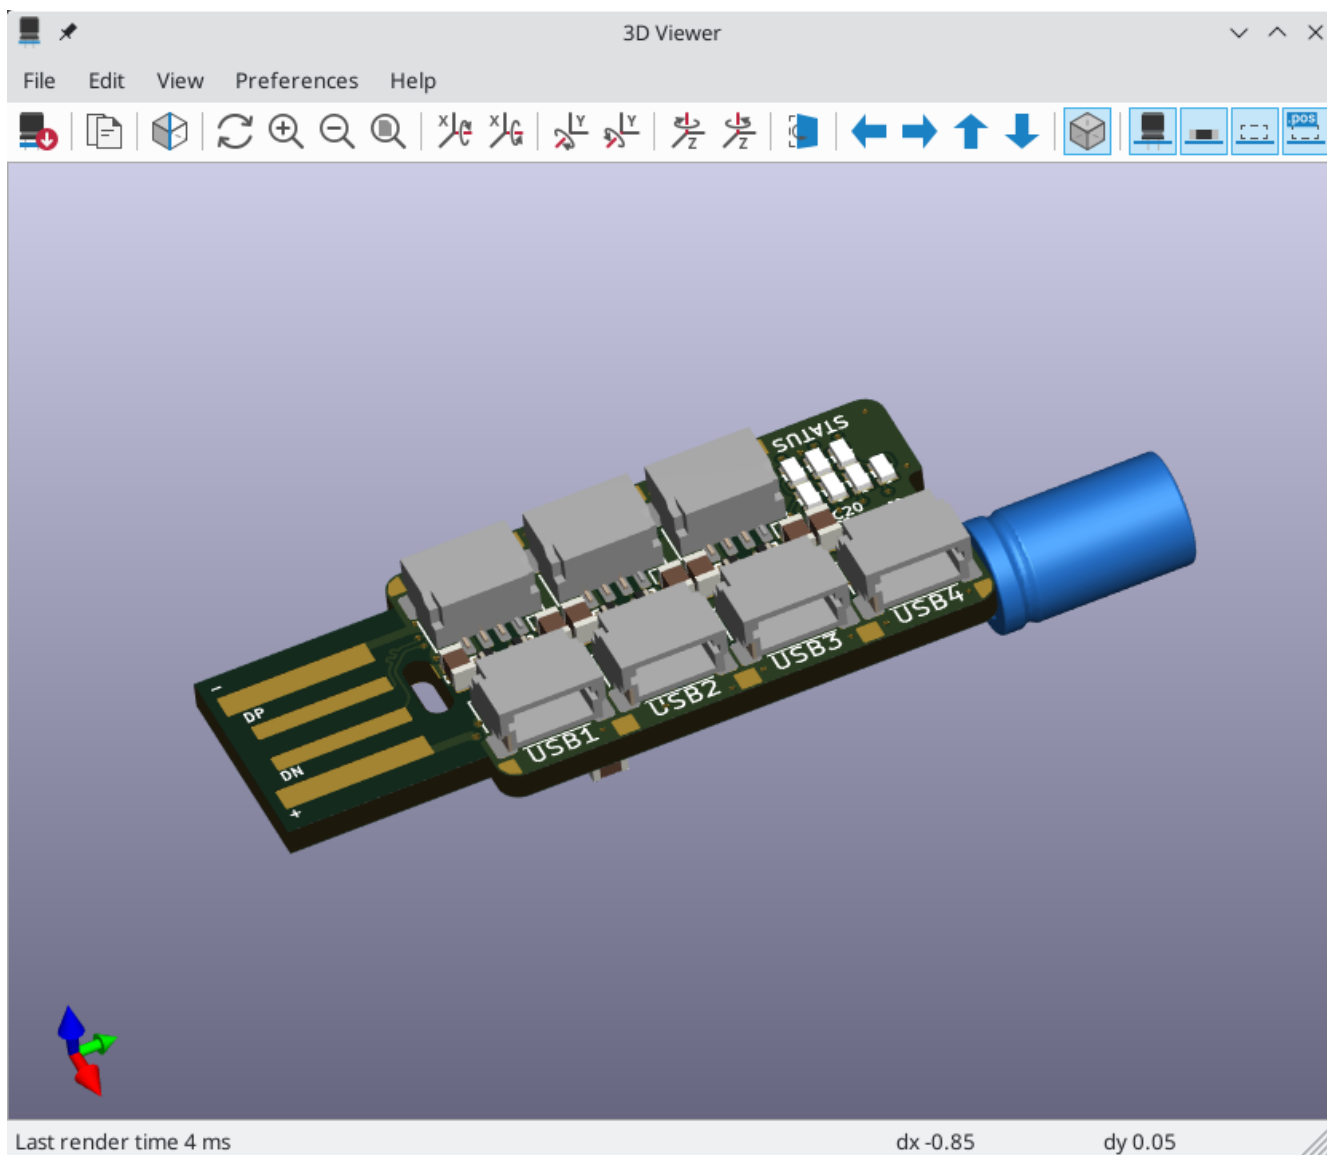 3D Viewer
File Edit View Preferences Help
X X Y Y Z Z .pos
STATUS
C20
USB4
USB3
USB2
USB1
-
DP
DN
+
Last render time 4 ms dx -0.85 dy 0.05